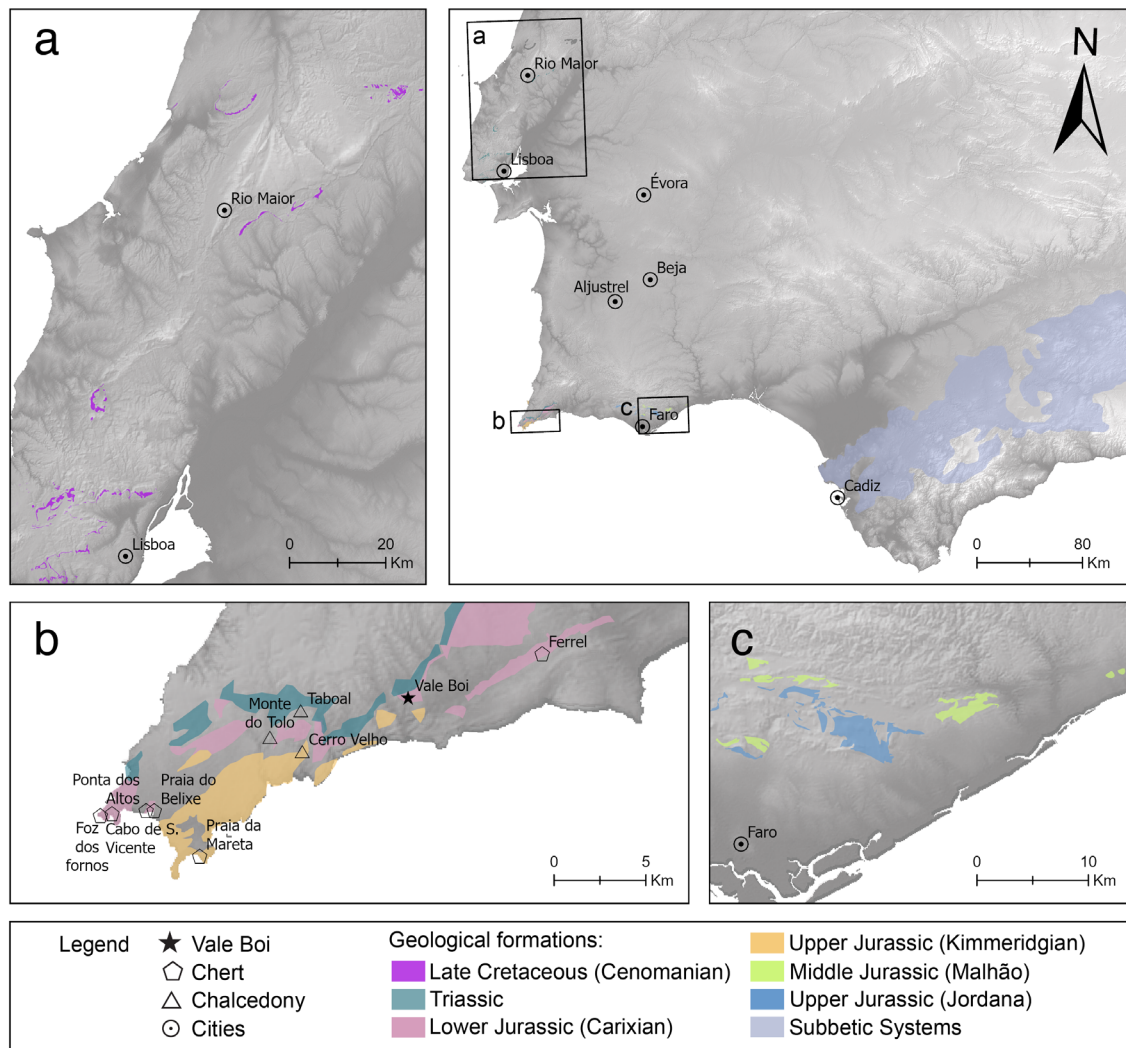 a
Rio Maior
Lisboa
0 20
Km
a
N
Rio Maior
Lisboa
Évora
Beja
Aljustrel
b
c
Faro
Cadiz
0 80
Km
b
Ferrel
Vale Boi
Monte
do Tolo
Taboal
Cerro Velho
Ponta dos
Altos
Praia do
Belixe
Foz
dos
fornos
Cabo de S.
Vicente
Praia da
Mareta
0 5
Km
c
Faro
0 10
Km
Legend
Vale Boi
Chert
Chalcedony
Cities
Geological formations:
Late Cretaceous (Cenomanian)
Triassic
Lower Jurassic (Carixian)
Upper Jurassic (Kimmeridgian)
Middle Jurassic (Malhão)
Upper Jurassic (Jordana)
Subbetic Systems